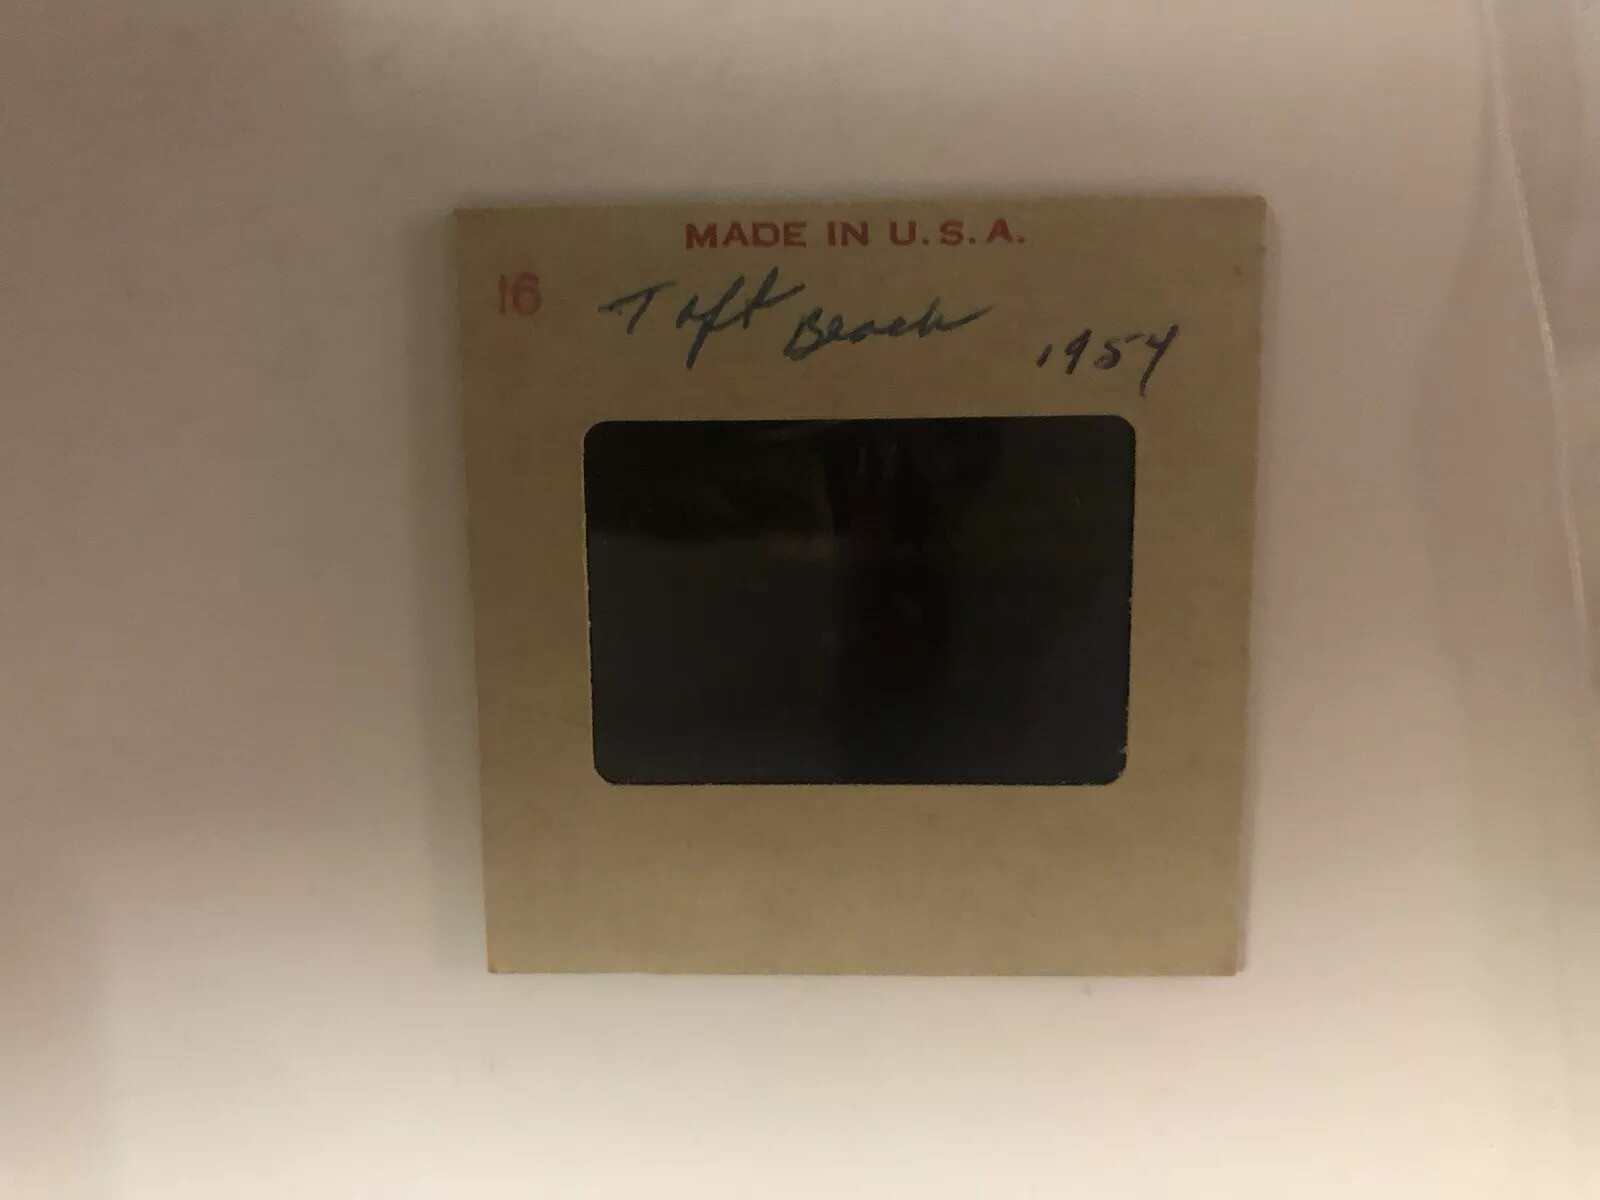 MADE IN U.S.A.
16
Taft Beach 1954